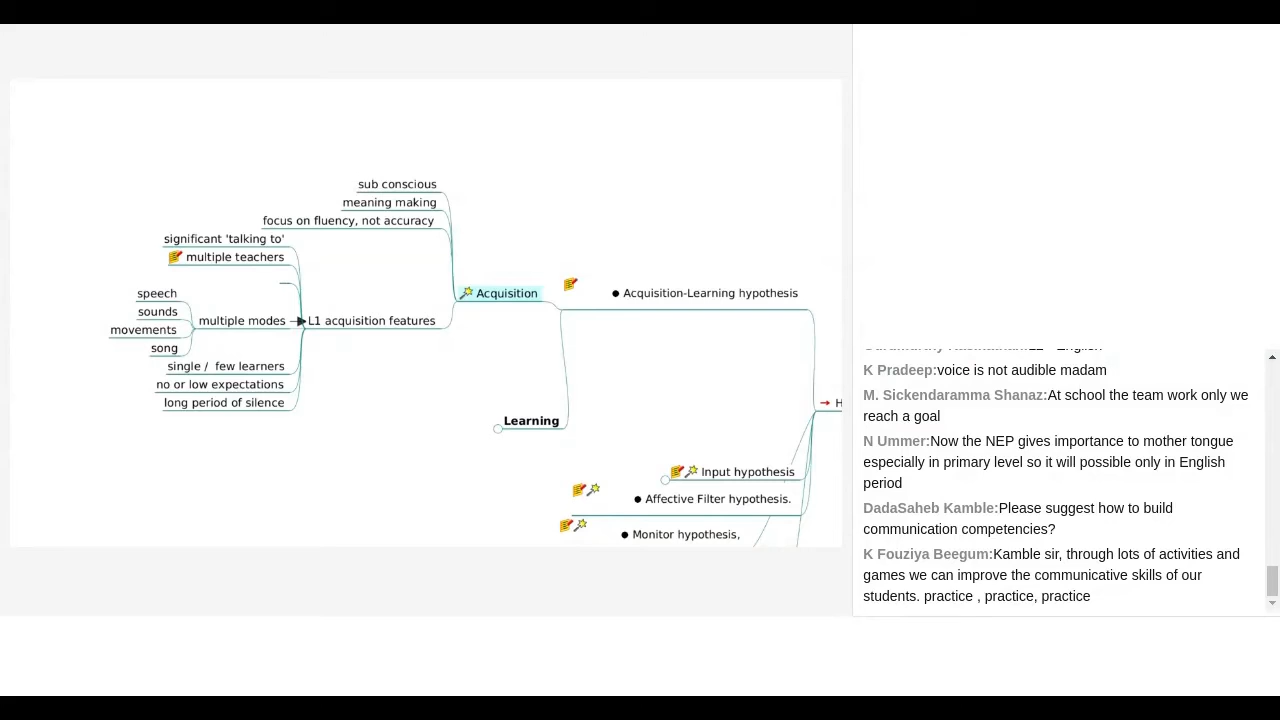 sub conscious
meaning making
focus on fluency, not accuracy
significant 'talking to'
multiple teachers
speech
sounds
movements
song
multiple modes
L1 acquisition features
single / few learners
no or low expectations
long period of silence
Acquisition
Acquisition-Learning hypothesis
Learning
H
Input hypothesis
Affective Filter hypothesis.
Monitor hypothesis,
K Pradeep:voice is not audible madam
M. Sickendaramma Shanaz:At school the team work only we
reach a goal
N Ummer:Now the NEP gives importance to mother tongue
especially in primary level so it will possible only in English
period
DadaSaheb Kamble:Please suggest how to build
communication competencies?
K Fouziya Beegum:Kamble sir, through lots of activities and
games we can improve the communicative skills of our
students. practice , practice, practice